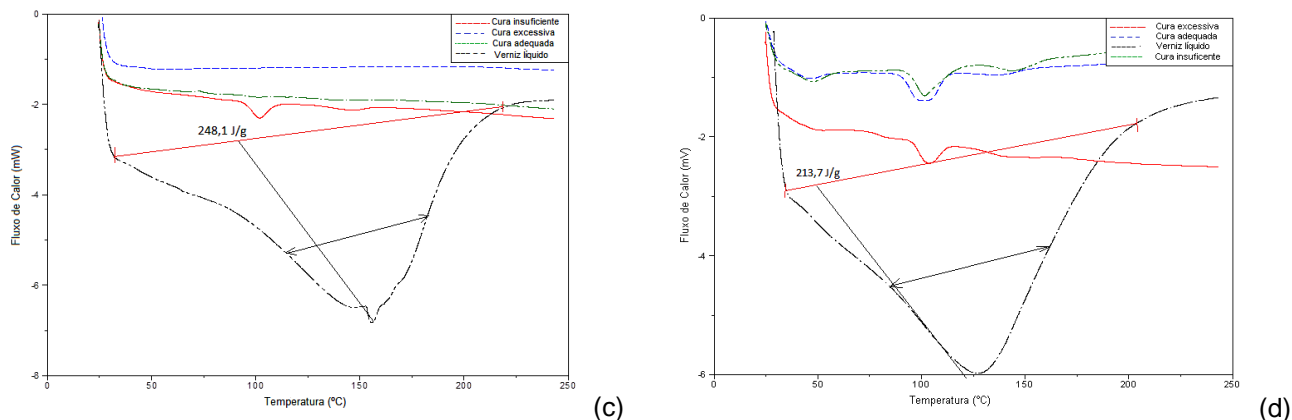 Cura insuficiente
Cura excessiva
Cura adequada
Verniz líquido
248,1 J/g
Fluxo de Calor (mW)
0
-2
-4
-6
-8
0
50
100
150
200
250
Temperatura (ºC)
(c)
Cura excessiva
Cura adequada
Verniz líquido
Cura insuficente
213,7 J/g
Fluxo de Calor (mV)
0
-2
-4
-6
0
50
100
150
200
250
Temperatura (ºC)
(d)